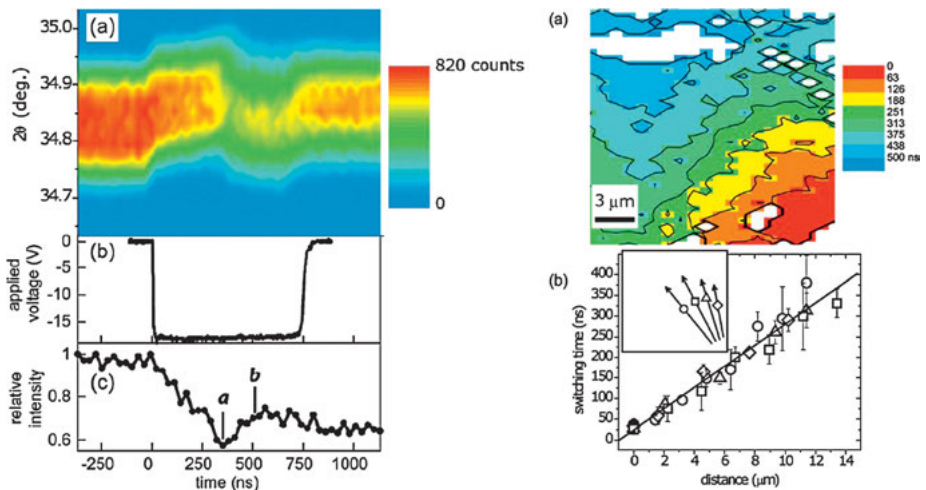 (a)
35.0
34.9
34.8
34.7
2θ (deg.)
820 counts
0
(b)
0
-5
-10
-15
applied
voltage (V)
(c)
1
0.8
0.6
relative
intensity
a
b
-250 0 250 500 750 1000
time (ns)
(a)
3 μm
0
63
126
188
251
313
375
438
500 ns
(b)
400
350
300
250
200
150
100
50
0
switching time (ns)
0 2 4 6 8 10 12 14
distance (μm)